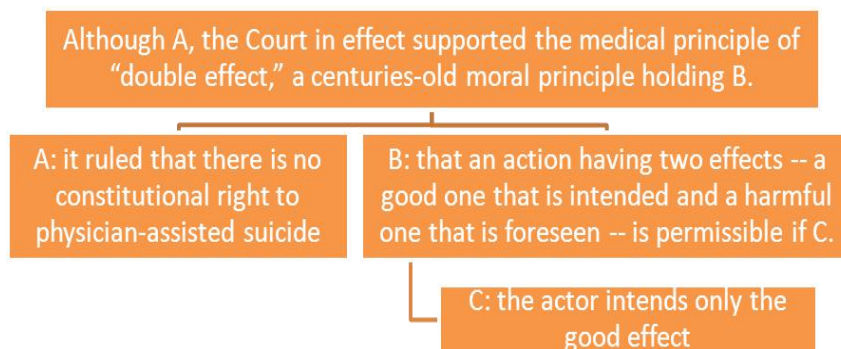 Although A, the Court in effect supported the medical principle of
“double effect,” a centuries-old moral principle holding B.
A: it ruled that there is no
constitutional right to
physician-assisted suicide
B: that an action having two effects -- a
good one that is intended and a harmful
one that is foreseen -- is permissible if C.
C: the actor intends only the
good effect